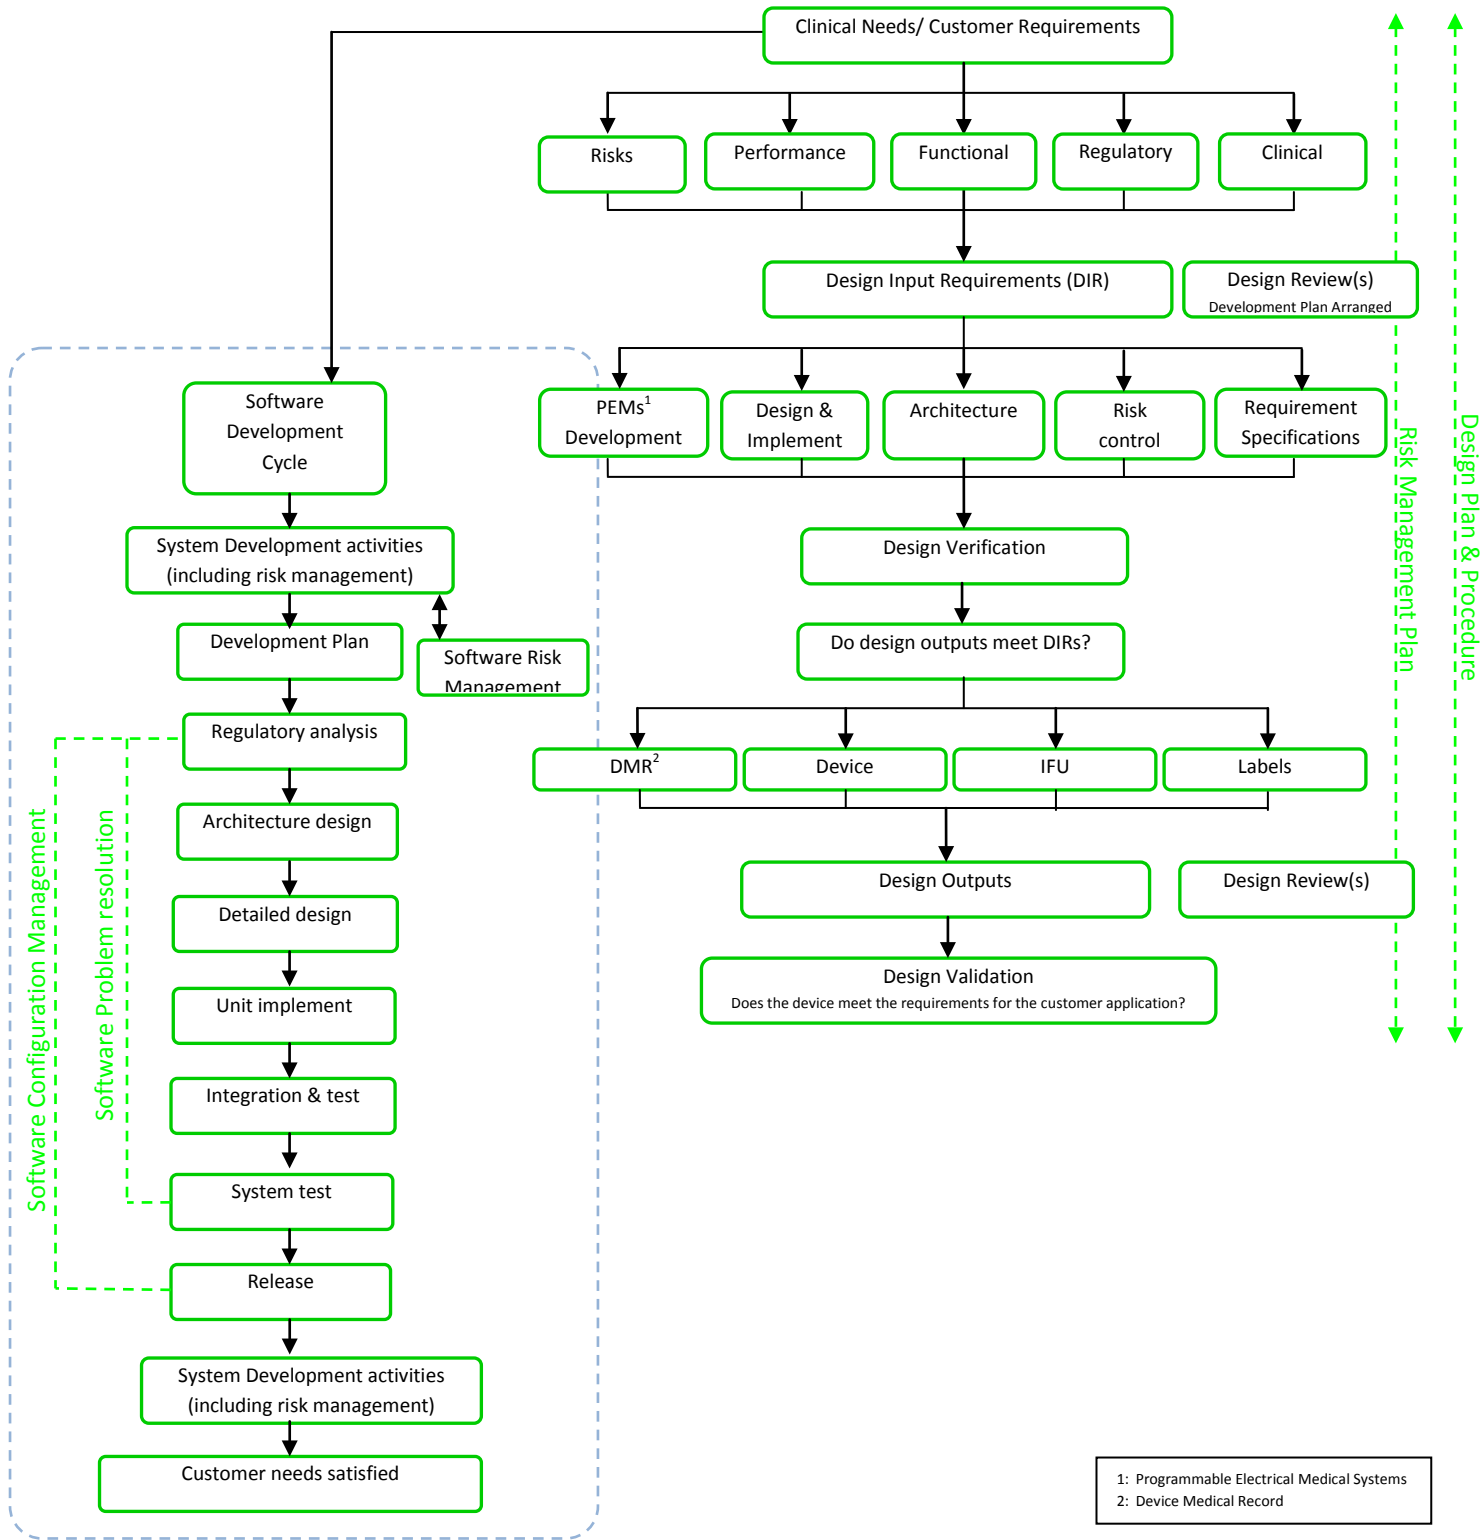 Clinical Needs/ Customer Requirements
Risks
Performance
Functional
Regulatory
Clinical
Design Input Requirements (DIR)
Design Review(s)
Development Plan Arranged
PEMs1
Development
Design &
Implement
Architecture
Risk
control
Requirement
Specifications
Design Verification
Do design outputs meet DIRs?
DMR2
Device
IFU
Labels
Design Outputs
Design Review(s)
Design Validation
Does the device meet the requirements for the customer application?
Risk Management Plan
Design Plan & Procedure
Software
Development
Cycle
System Development activities
(including risk management)
Development Plan
Software Risk
Management
Regulatory analysis
Architecture design
Detailed design
Unit implement
Integration & test
System test
Release
System Development activities
(including risk management)
Customer needs satisfied
Software Configuration Management
Software Problem resolution
1: Programmable Electrical Medical Systems
2: Device Medical Record